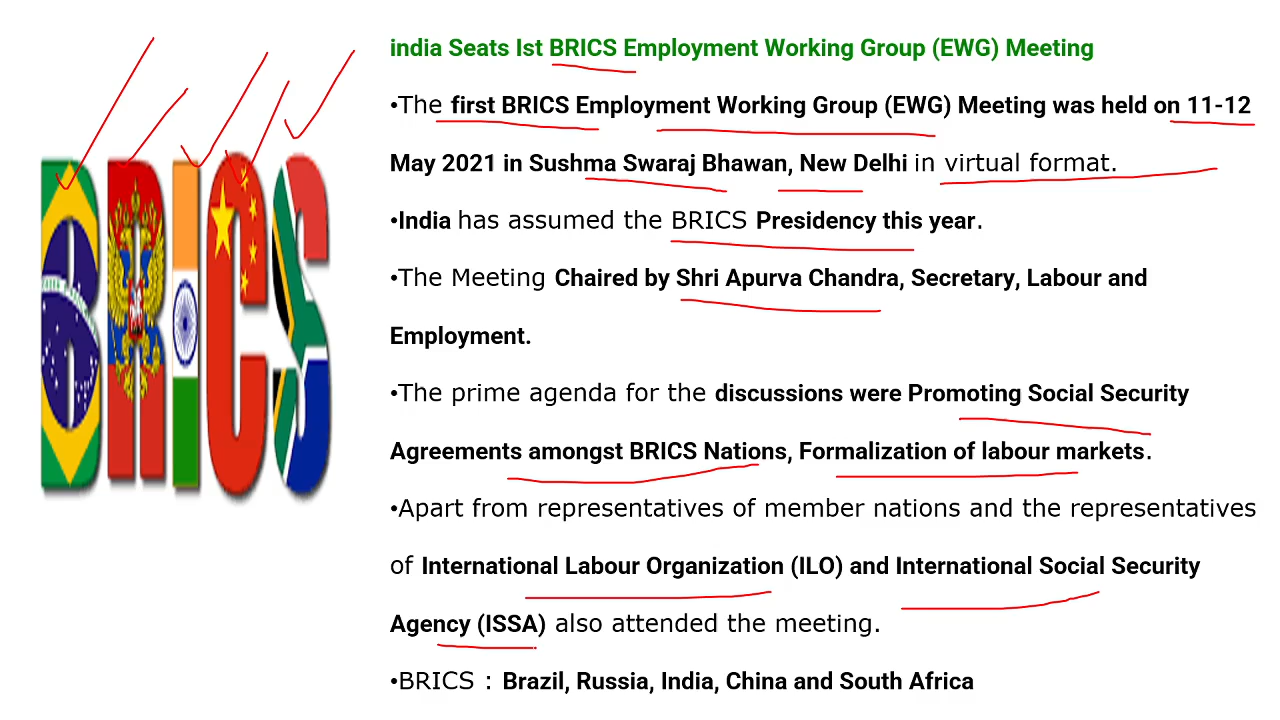 BRICS
india Seats Ist BRICS Employment Working Group (EWG) Meeting
•The first BRICS Employment Working Group (EWG) Meeting was held on 11-12
May 2021 in Sushma Swaraj Bhawan, New Delhi in virtual format.
•India has assumed the BRICS Presidency this year.
•The Meeting Chaired by Shri Apurva Chandra, Secretary, Labour and
Employment.
•The prime agenda for the discussions were Promoting Social Security
Agreements amongst BRICS Nations, Formalization of labour markets.
•Apart from representatives of member nations and the representatives
of International Labour Organization (ILO) and International Social Security
Agency (ISSA) also attended the meeting.
•BRICS : Brazil, Russia, India, China and South Africa